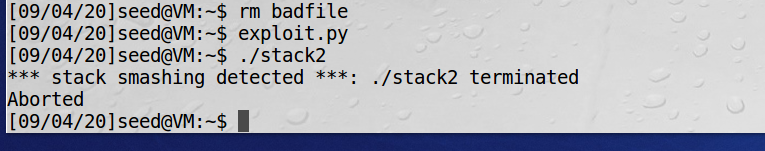 [09/04/20]seed@VM:~$ rm badfile
[09/04/20]seed@VM:~$ exploit.py
[09/04/20]seed@VM:~$ ./stack2
*** stack smashing detected ***: ./stack2 terminated
Aborted
[09/04/20]seed@VM:~$